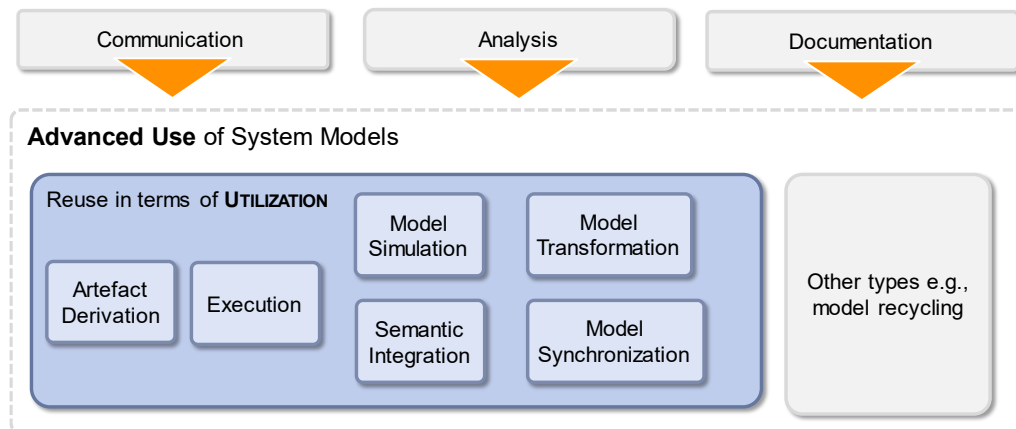 Communication
Analysis
Documentation
Advanced Use of System Models
Reuse in terms of UTILIZATION
Artefact
Derivation
Execution
Model
Simulation
Model
Transformation
Semantic
Integration
Model
Synchronization
Other types e.g.,
model recycling